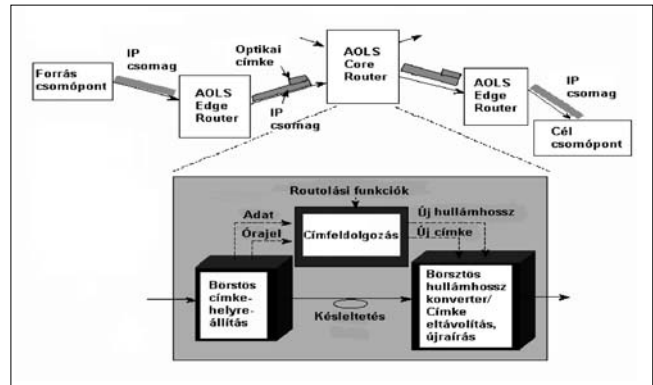 Forrás
csomópont
IP
csomag
AOLS
Edge
Router
Optikai
címke
IP
csomag
AOLS
Core
Router
AOLS
Edge
Router
IP
csomag
Cél
csomópont
Routolási funkciók
Adat
Órajel
Címfeldolgozás
Új hullámhossz
Új címke
Börstös
címke-
helyre-
állítás
Késleltetés
Börsztös
hullámhossz
konverter/
Címke
eltávolítás,
újraírás